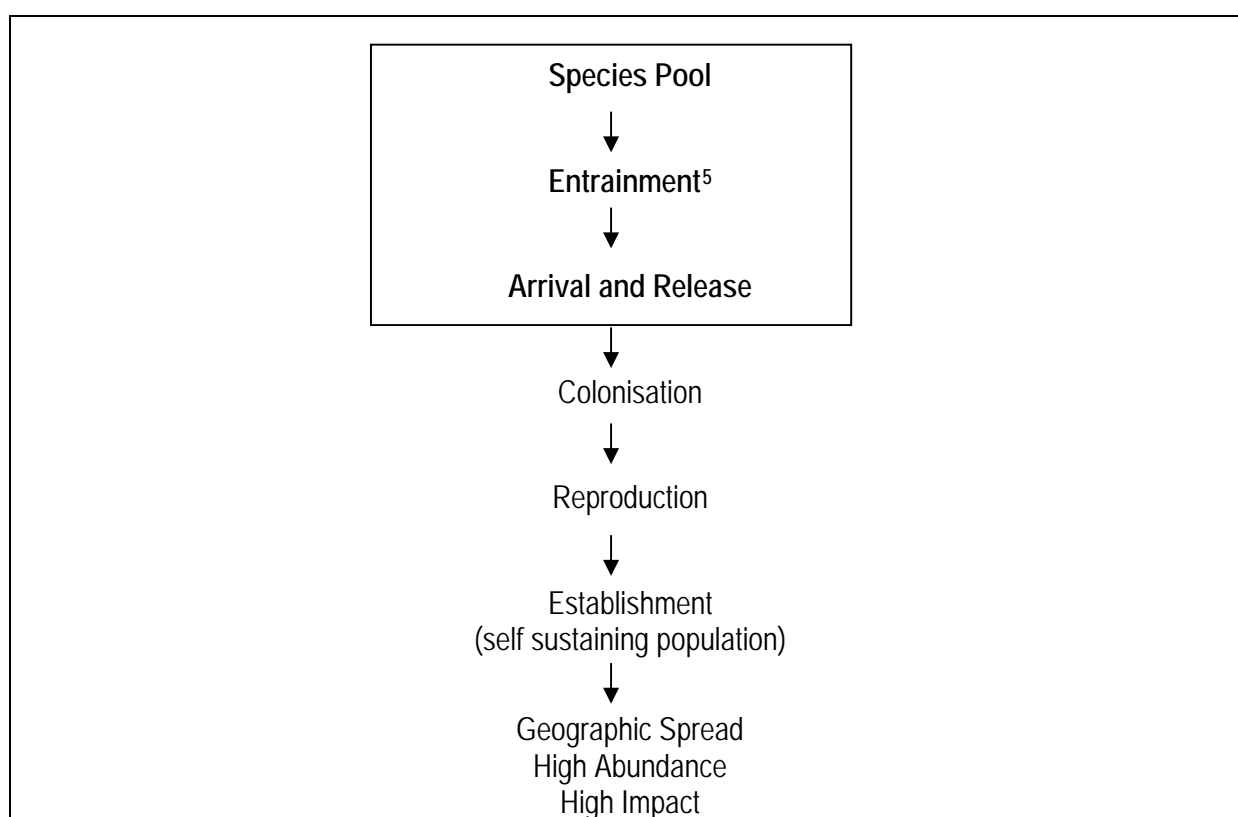 Species Pool
Entrainment⁵
Arrival and Release
Colonisation
Reproduction
Establishment
(self sustaining population)
Geographic Spread
High Abundance
High Impact